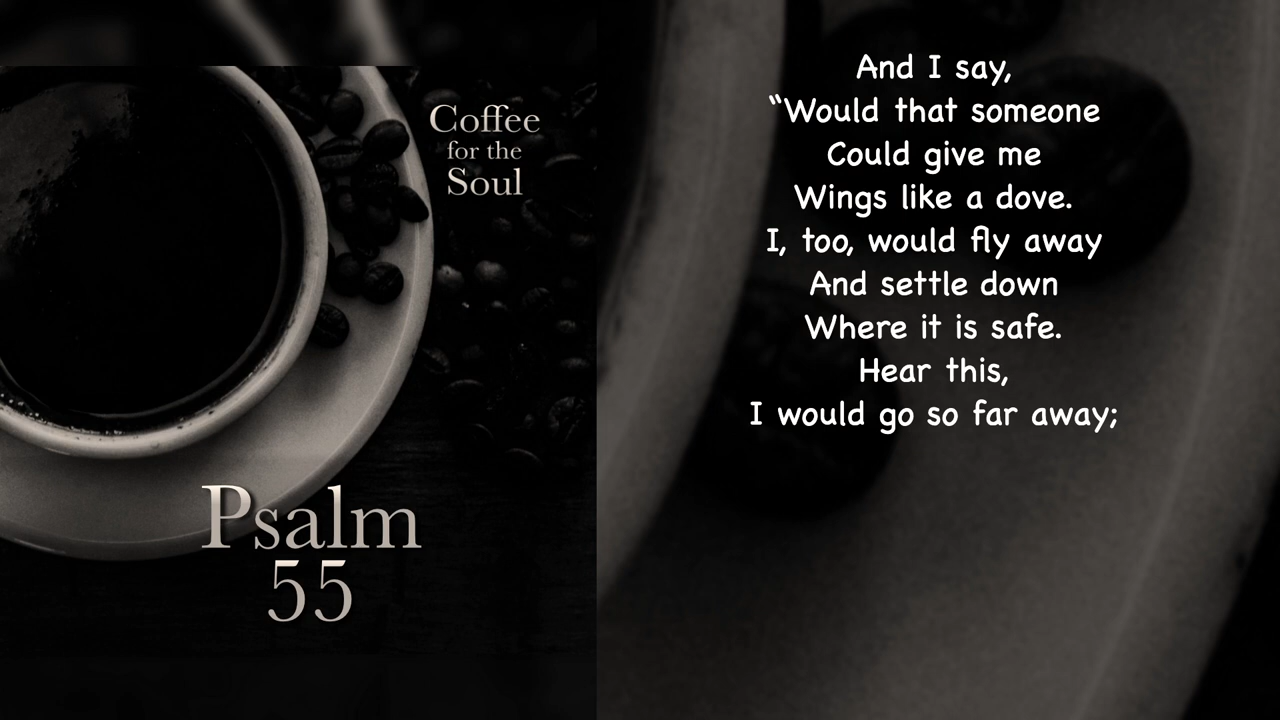 Coffee
for the
Soul
Psalm
55
And I say,
“Would that someone
Could give me
Wings like a dove.
I, too, would fly away
And settle down
Where it is safe.
Hear this,
I would go so far away;